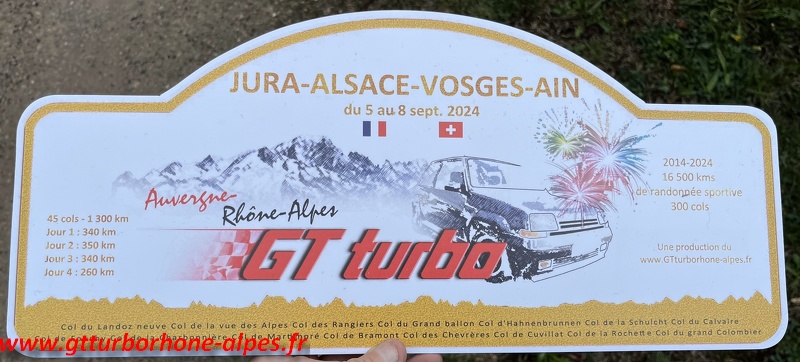 JURA-ALSACE-VOSGES-AIN
du 5 au 8 sept. 2024
Auvergne-
Rhône-Alpes
GT turbo
45 cols - 1 300 km
Jour 1 : 340 km
Jour 2 : 350 km
Jour 3 : 340 km
Jour 4 : 260 km
2014-2024
16 500 kms
de randonnée sportive
300 cols
Une production du
www.GTturborhone-alpes.fr
Col du Landoz neuve Col de la vue des Alpes Col des Rangiers Col du Grand ballon Col d'Hahnenbrunnen Col de la Schulcht Col du Calvaire
de Martimpré Col de Bramont Col des Chevrères Col de Cuvillat Col de la Rochette Col du grand Colombier
www.gtturborhone-alpes.fr